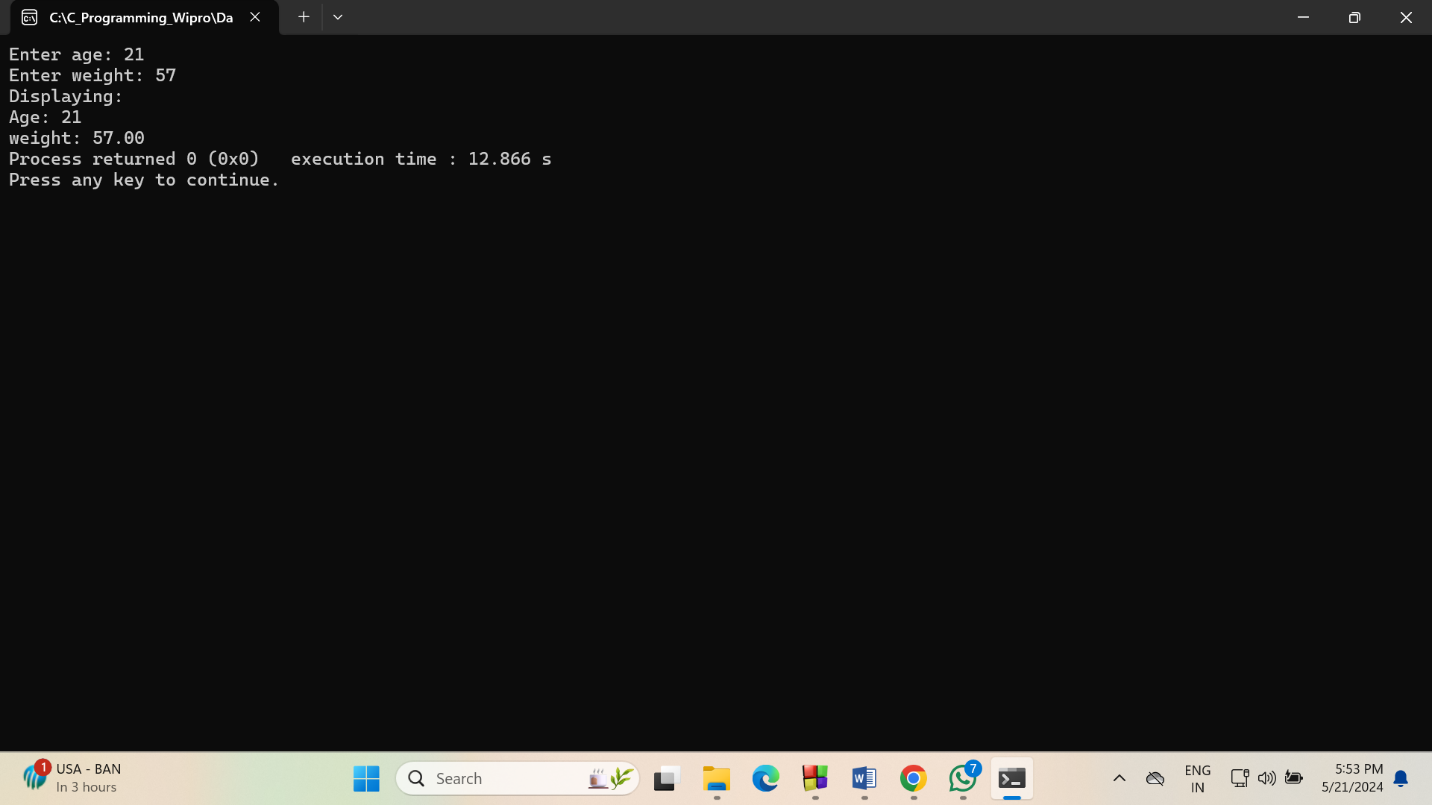 C:\C_Programming_Wipro\Da
Enter age: 21
Enter weight: 57
Displaying:
Age: 21
weight: 57.00
Process returned 0 (0x0)   execution time : 12.866 s
Press any key to continue.
1
USA - BAN
In 3 hours
Search
7
ENG
IN
5:53 PM
5/21/2024